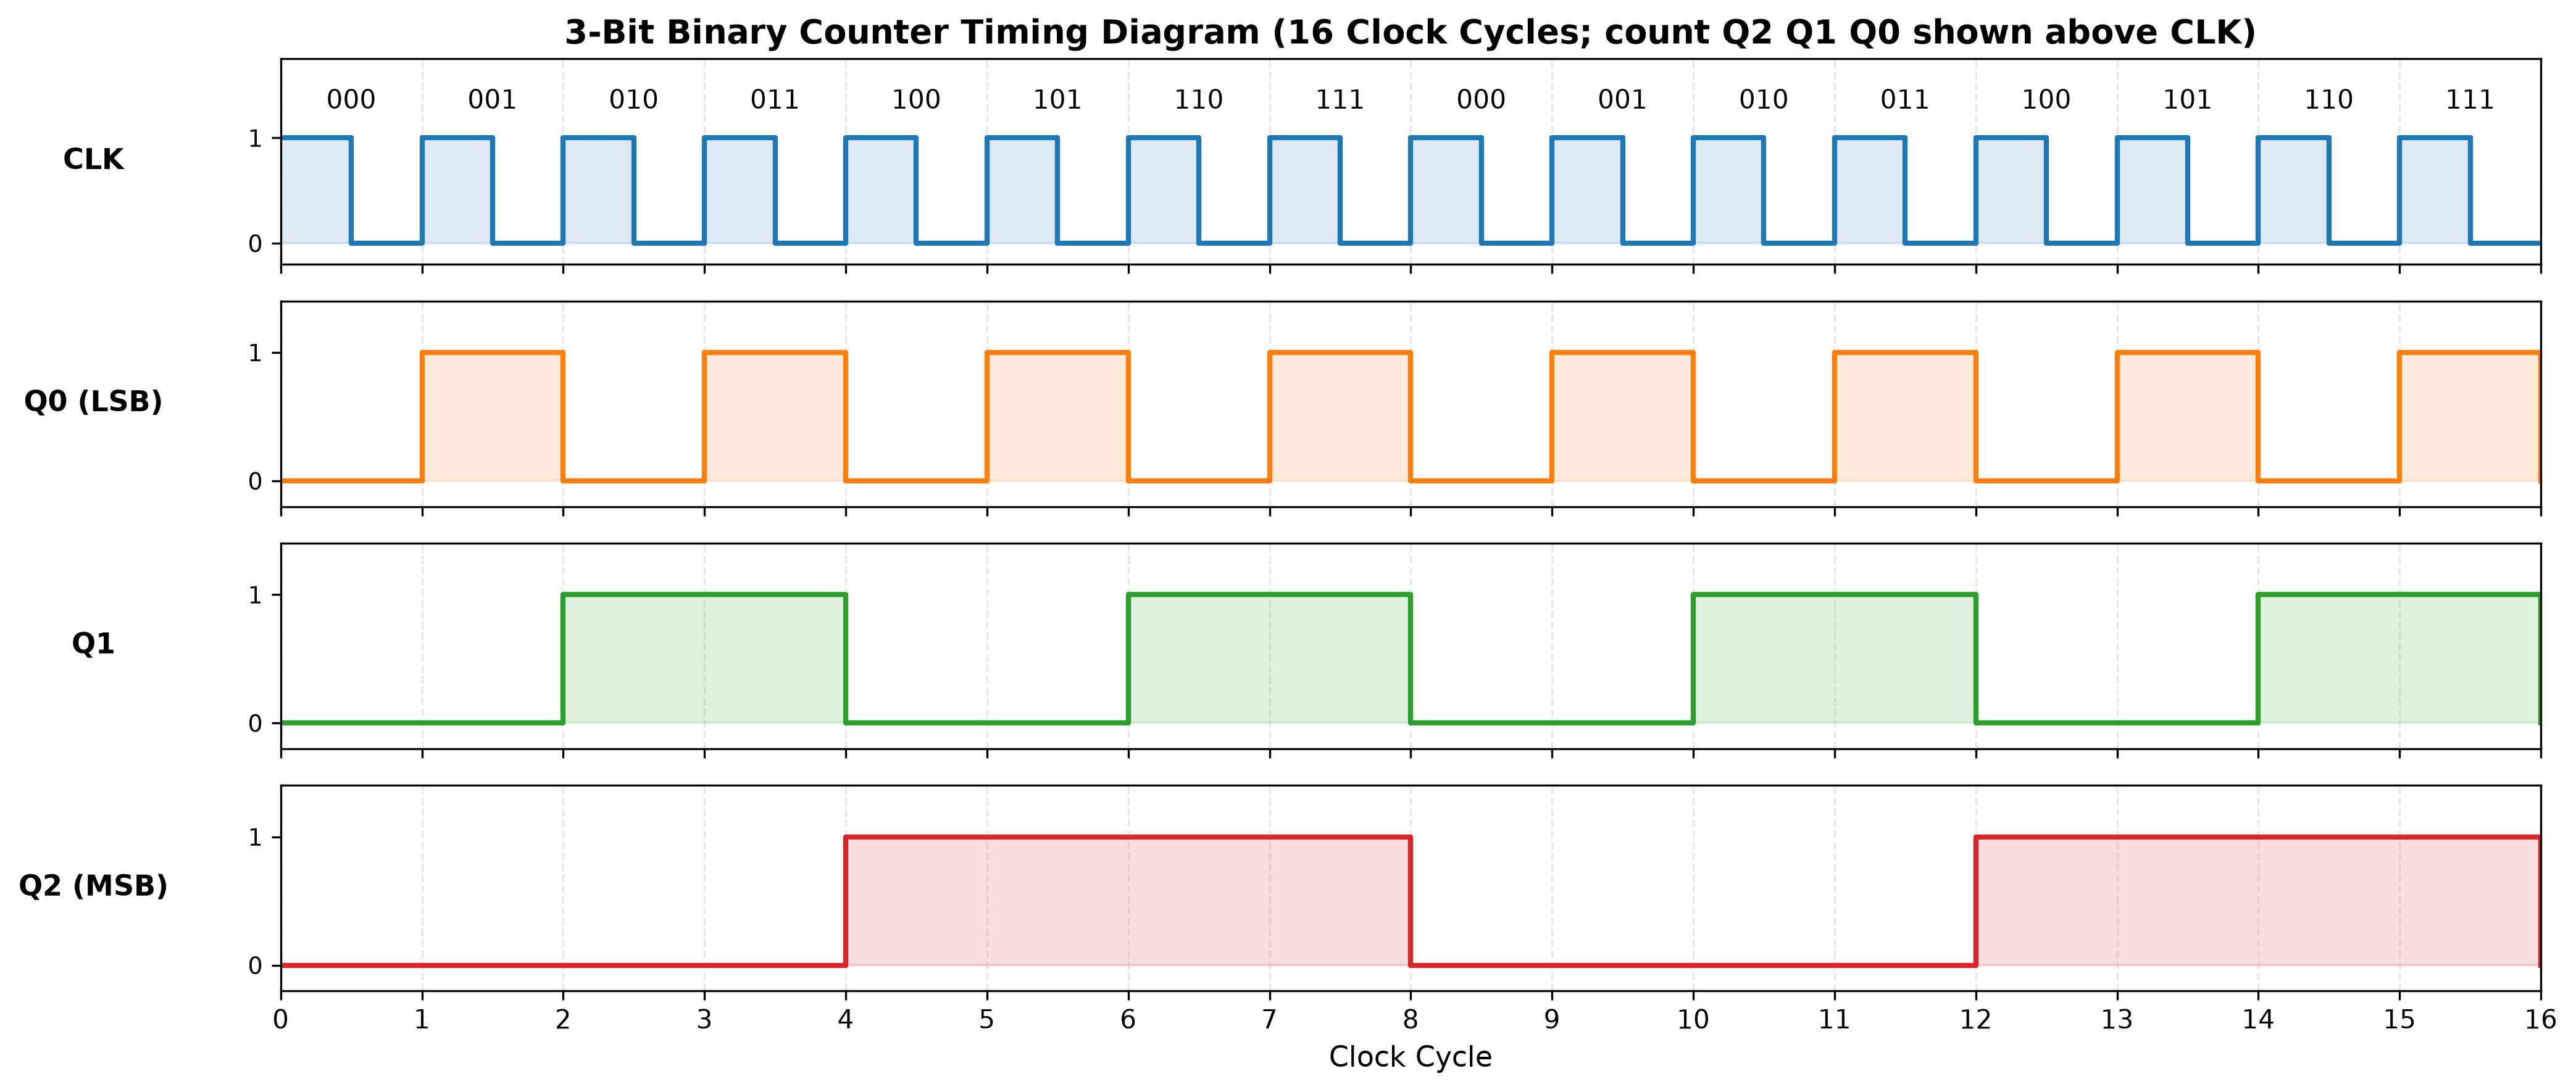 3-Bit Binary Counter Timing Diagram (16 Clock Cycles; count Q2 Q1 Q0 shown above CLK)
000 001 010 011 100 101 110 111 000 001 010 011 100 101 110 111
1
CLK
0
1
Q0 (LSB)
0
1
Q1
0
1
Q2 (MSB)
0
0 1 2 3 4 5 6 7 8 9 10 11 12 13 14 15 16
Clock Cycle